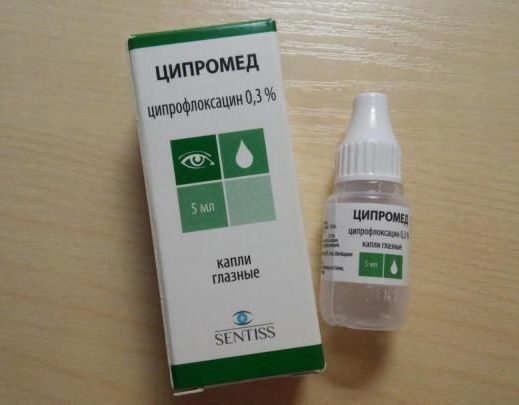 ЦИПРОМЕД
ципрофлоксацин 0,3 %
5 мл
капли
глазные
SENTISS
ЦИПРОМЕД
ципрофлоксацин 0,3 %
капли глазные
5 мл